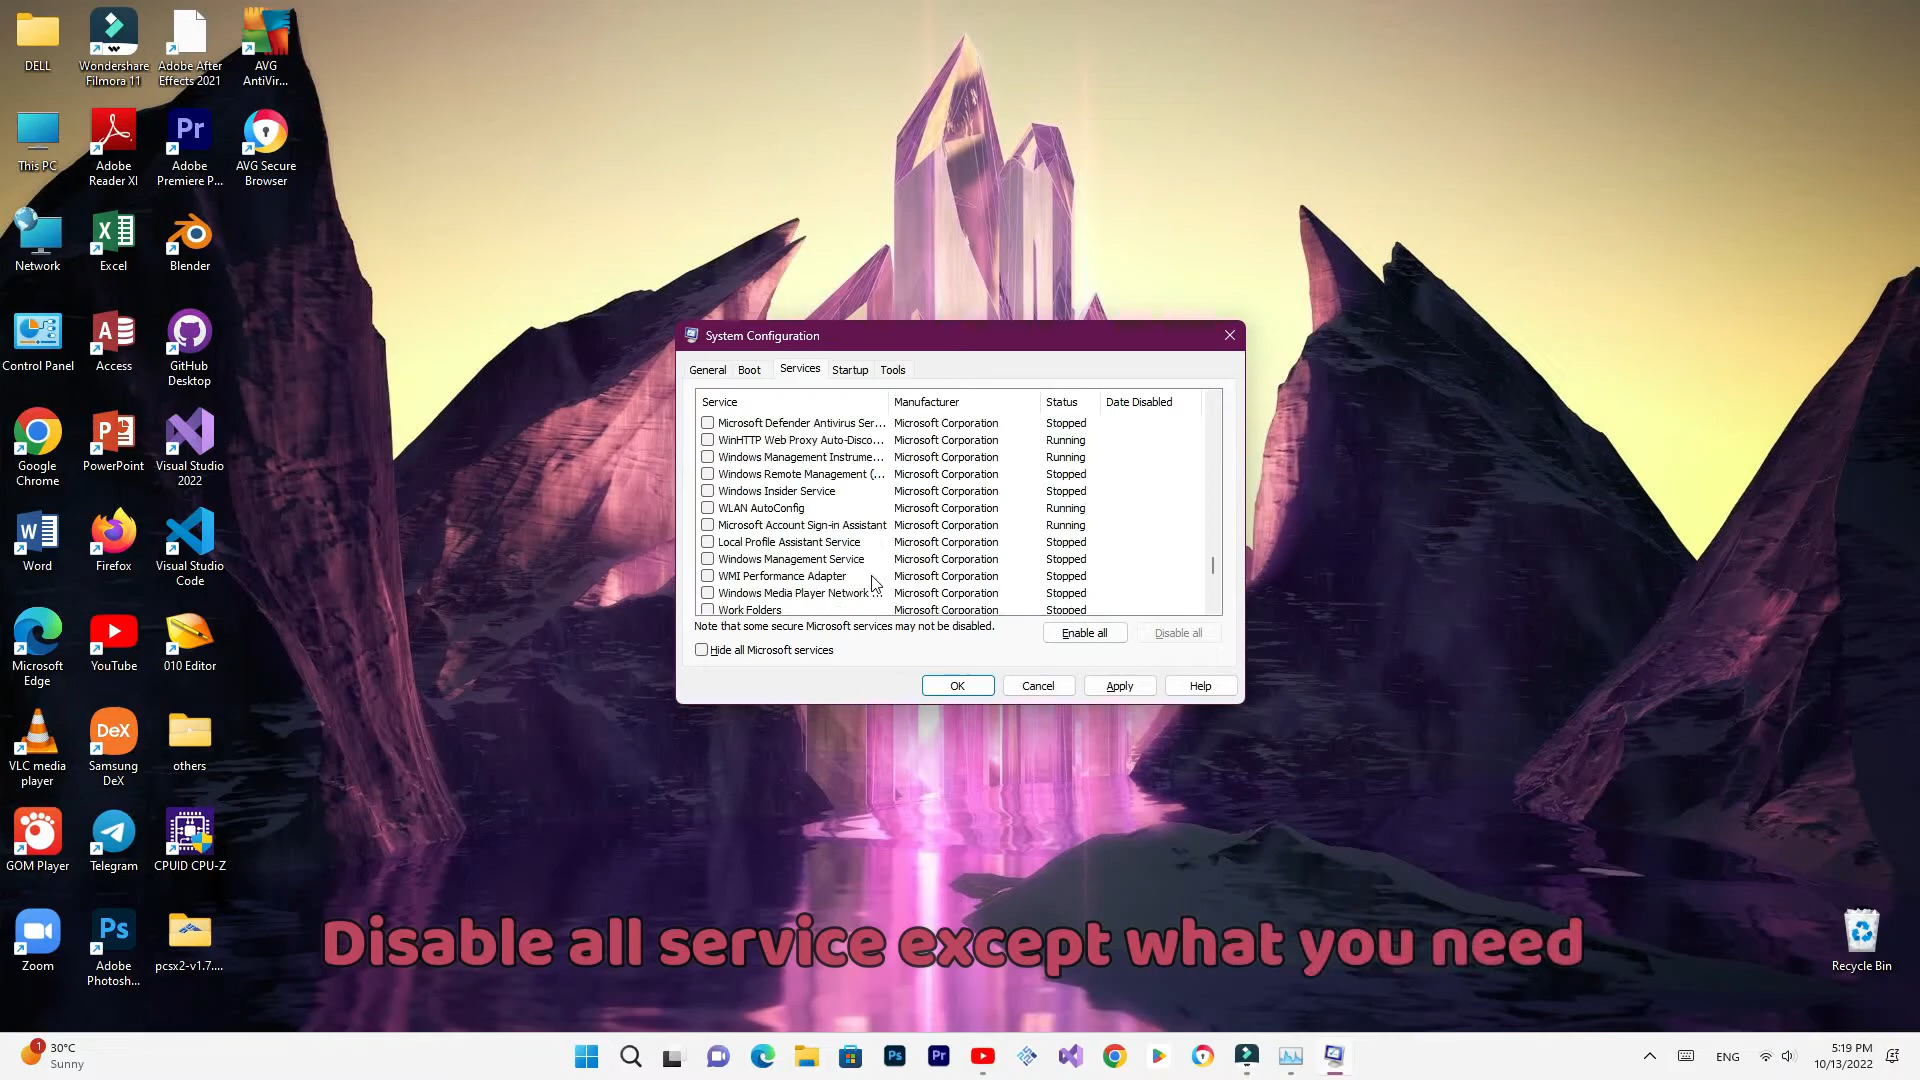 DELL
Wondershare
Filmora 11
Adobe After
Effects 2021
AVG
AntiVir...
This PC
Adobe
Reader XI
Pr
Adobe
Premiere P...
AVG Secure
Browser
Network
Excel
Blender
Control Panel
Access
GitHub
Desktop
Google
Chrome
PowerPoint
Visual Studio
2022
Word
Firefox
Visual Studio
Code
Microsoft
Edge
YouTube
010 Editor
VLC media
player
DeX
Samsung
DeX
others
GOM Player
Telegram
CPUID CPU-Z
Zoom
Ps
Adobe
Photosh...
pcsx2-v1.7....
System Configuration
General Boot Services Startup Tools
Service Manufacturer Status Date Disabled
Microsoft Defender Antivirus Ser... Microsoft Corporation Stopped
WinHTTP Web Proxy Auto-Disco... Microsoft Corporation Running
Windows Management Instrume... Microsoft Corporation Running
Windows Remote Management (... Microsoft Corporation Stopped
Windows Insider Service Microsoft Corporation Stopped
WLAN AutoConfig Microsoft Corporation Running
Microsoft Account Sign-in Assistant Microsoft Corporation Running
Local Profile Assistant Service Microsoft Corporation Stopped
Windows Management Service Microsoft Corporation Stopped
WMI Performance Adapter Microsoft Corporation Stopped
Windows Media Player Network ... Microsoft Corporation Stopped
Work Folders Microsoft Corporation Stopped
Note that some secure Microsoft services may not be disabled.
Enable all Disable all
Hide all Microsoft services
OK Cancel Apply Help
Disable all service except what you need
Recycle Bin
1 30°C
Sunny
Ps Pr
ENG
5:19 PM
10/13/2022